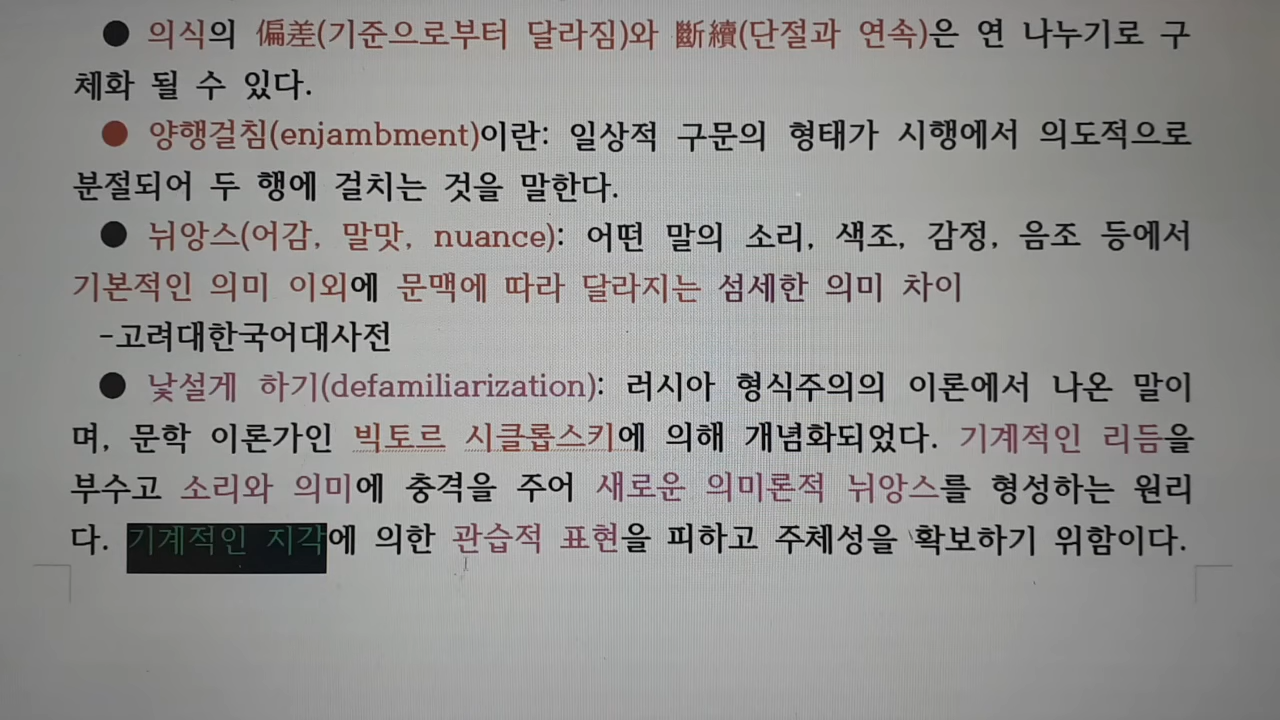 ● 의식의 偏差(기준으로부터 달라짐)와 斷續(단절과 연속)은 연 나누기로 구
체화 될 수 있다.
● 양행걸침(enjambment)이란: 일상적 구문의 형태가 시행에서 의도적으로
분절되어 두 행에 걸치는 것을 말한다.
● 뉘앙스(어감, 말맛, nuance): 어떤 말의 소리, 색조, 감정, 음조 등에서
기본적인 의미 이외에 문맥에 따라 달라지는 섬세한 의미 차이
-고려대한국어대사전
● 낯설게 하기(defamiliarization): 러시아 형식주의의 이론에서 나온 말이
며, 문학 이론가인 빅토르 시클롭스키에 의해 개념화되었다. 기계적인 리듬을
부수고 소리와 의미에 충격을 주어 새로운 의미론적 뉘앙스를 형성하는 원리
다. 기계적인 지각에 의한 관습적 표현을 피하고 주체성을 확보하기 위함이다.